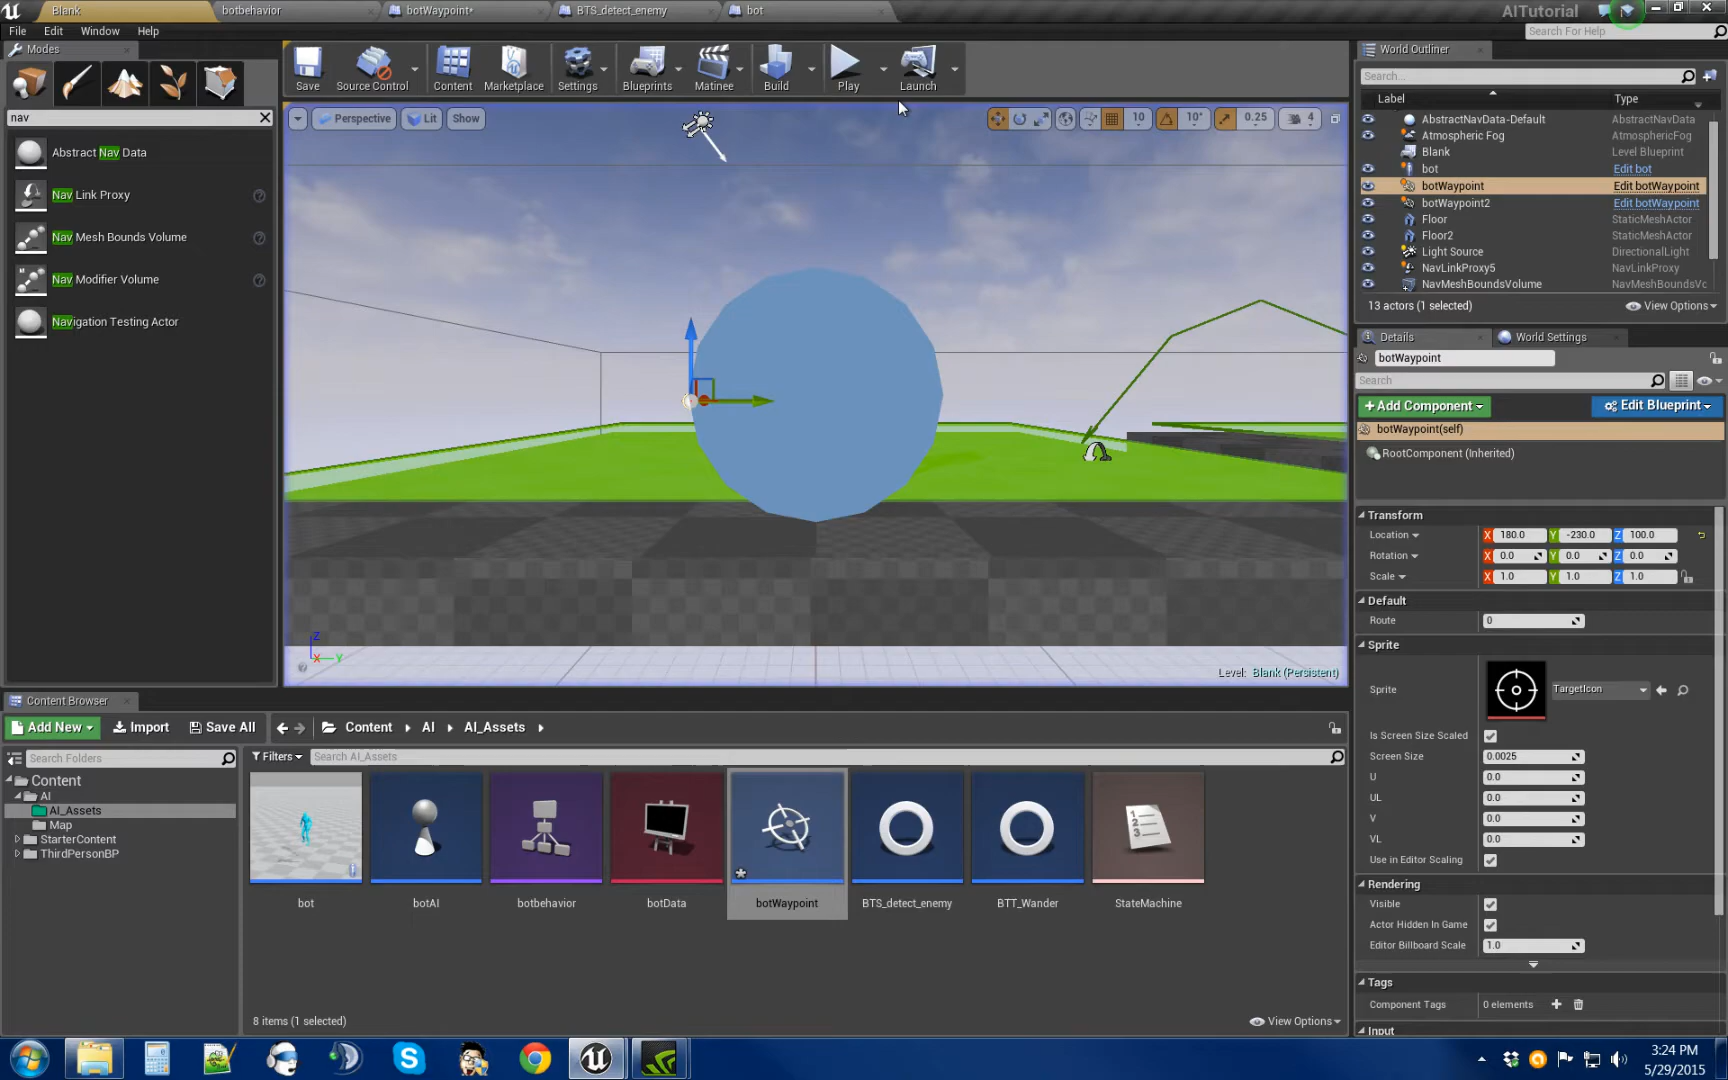 Blank
botbehavior
botWaypoint*
BTS_detect_enemy
bot
AITutorial
File
Edit
Window
Help
Search For Help
Modes
nav
Abstract Nav Data
Nav Link Proxy
Nav Mesh Bounds Volume
Nav Modifier Volume
Navigation Testing Actor
Save
Source Control
Content
Marketplace
Settings
Blueprints
Matinee
Build
Play
Launch
Perspective
Lit
Show
10
10°
0.25
4
Z
X
Y
Level: Blank (Persistent)
World Outliner
Search...
Label
Type
AbstractNavData-Default
AbstractNavData
Atmospheric Fog
AtmosphericFog
Blank
Level Blueprint
bot
Edit bot
botWaypoint
Edit botWaypoint
botWaypoint2
Edit botWaypoint
Floor
StaticMeshActor
Floor2
StaticMeshActor
Light Source
DirectionalLight
NavLinkProxy5
NavLinkProxy
NavMeshBoundsVolume
NavMeshBoundsVc
13 actors (1 selected)
View Options
Details
World Settings
botWaypoint
Search
+Add Component
Edit Blueprint
botWaypoint(self)
RootComponent (Inherited)
Transform
Location
X 180.0
Y -230.0
Z 100.0
Rotation
X 0.0
Y 0.0
Z 0.0
Scale
X 1.0
Y 1.0
Z 1.0
Default
Route
0
Sprite
Sprite
TargetIcon
Is Screen Size Scaled
Screen Size
0.0025
U
0.0
UL
0.0
V
0.0
VL
0.0
Use in Editor Scaling
Rendering
Visible
Actor Hidden In Game
Editor Billboard Scale
1.0
Tags
Component Tags
0 elements
Input
Content Browser
Add New
Import
Save All
Content
AI
AI_Assets
Search Folders
Filters
Search AI_Assets
Content
AI
AI_Assets
Map
StarterContent
ThirdPersonBP
bot
botAI
botbehavior
botData
botWaypoint
BTS_detect_enemy
BTT_Wander
StateMachine
8 items (1 selected)
View Options
3:24 PM
5/29/2015